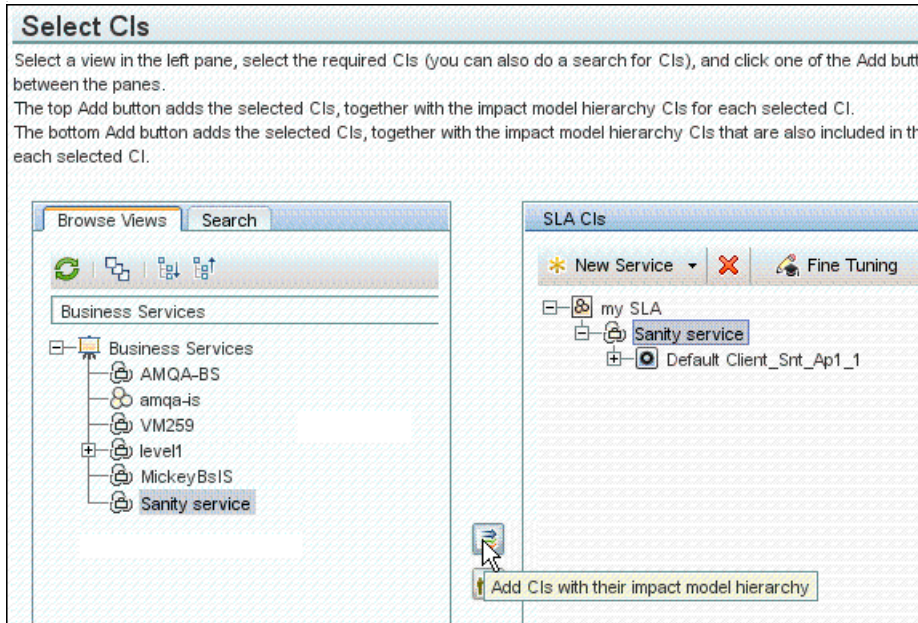 Select CIs
Select a view in the left pane, select the required CIs (you can also do a search for CIs), and click one of the Add
between the panes.
The top Add button adds the selected CIs, together with the impact model hierarchy CIs for each selected CI.
The bottom Add button adds the selected CIs, together with the impact model hierarchy CIs that are also included in
each selected CI.
Browse Views Search
SLA CIs
New Service Fine Tuning
Business Services
my SLA
Business Services
Sanity service
AMQA-BS
Default Client_Snt_Ap1_1
amqa-is
VM259
level1
MickeyBsIS
Sanity service
Add CIs with their impact model hierarchy